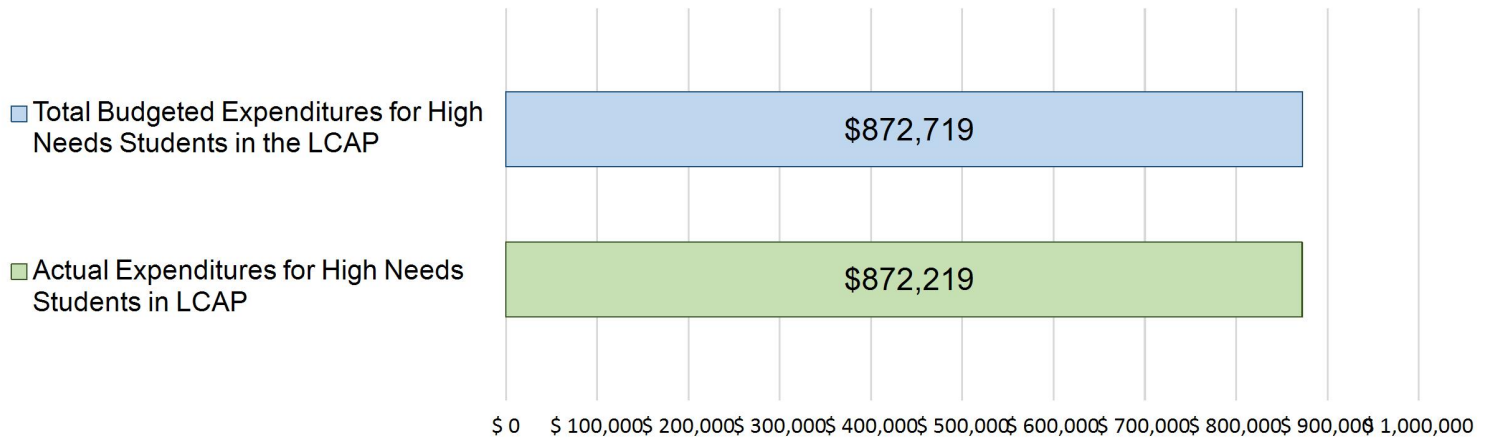 Total Budgeted Expenditures for High
Needs Students in the LCAP
$872,719
Actual Expenditures for High Needs
Students in LCAP
$872,219
$ 0 $ 100,000 $ 200,000 $ 300,000 $ 400,000 $ 500,000 $ 600,000 $ 700,000 $ 800,000 $ 900,000 $ 1,000,000